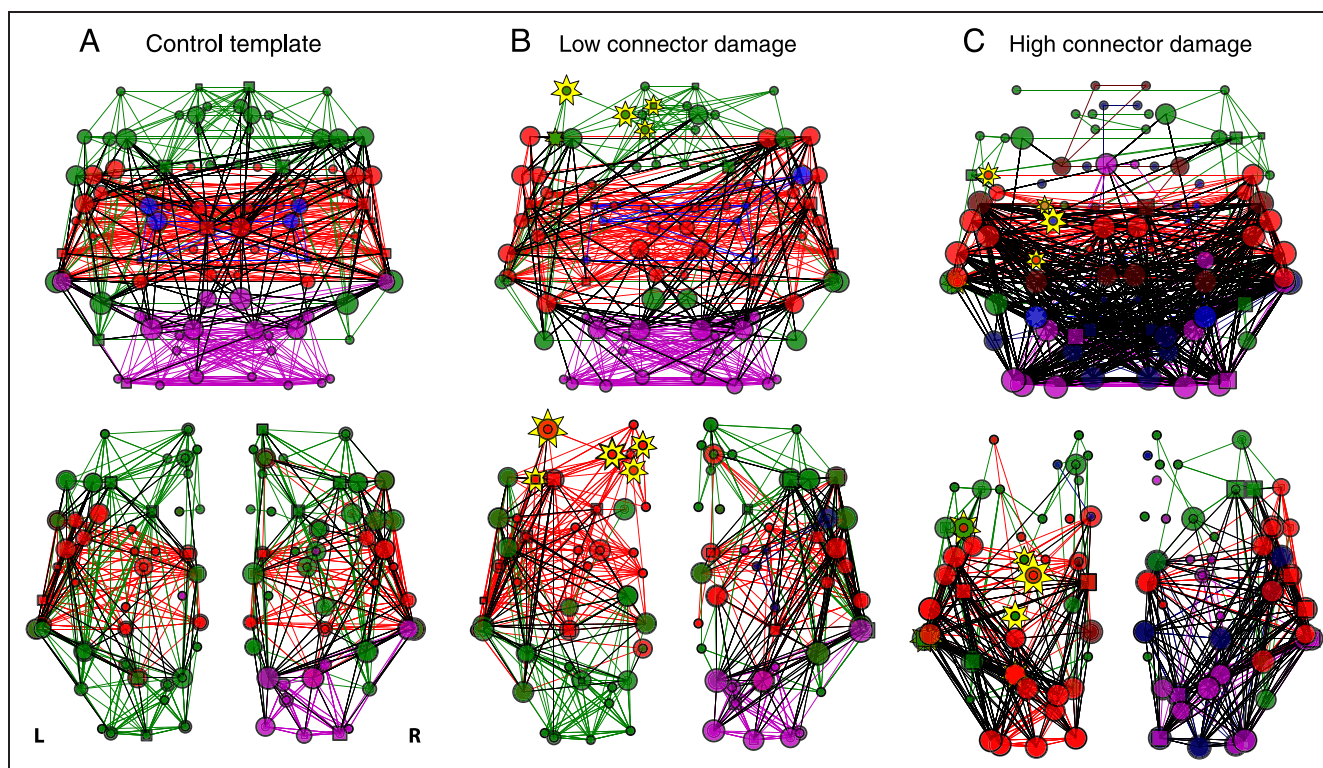 A Control template
B Low connector damage
C High connector damage
L
R